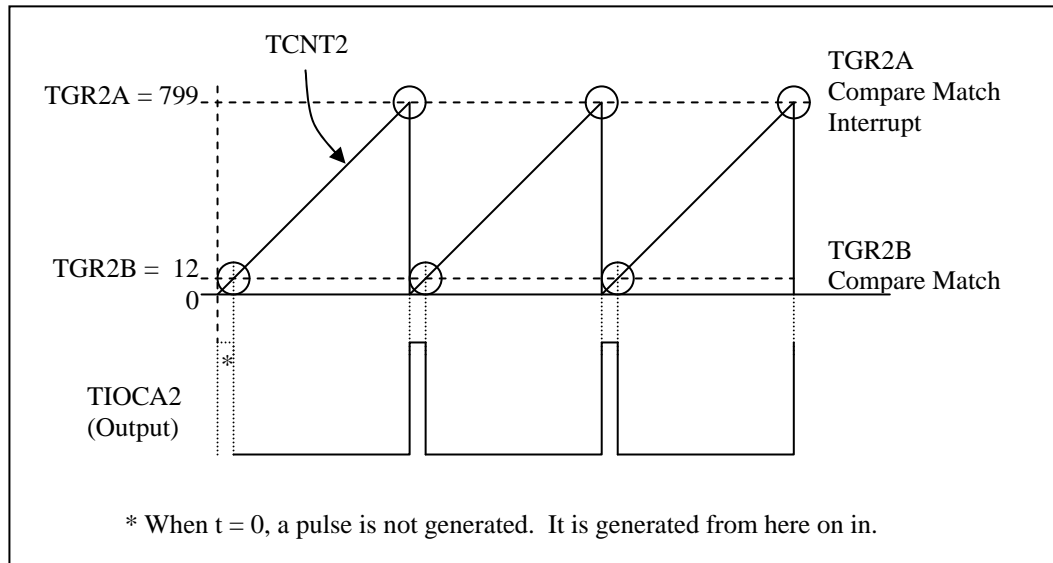 TCNT2
TGR2A
Compare Match
Interrupt
TGR2A = 799
TGR2B = 12
0
TGR2B
Compare Match
*
TIOCA2
(Output)
* When t = 0, a pulse is not generated. It is generated from here on in.